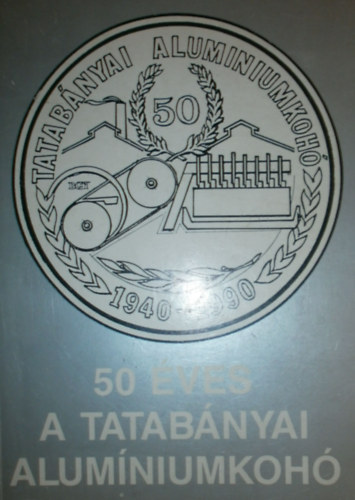 TATABÁNYAI ALUMINIUMKOHÓ
50
1940-1990
50 ÉVES
A TATABÁNYAI
ALUMÍNIUMKOHÓ